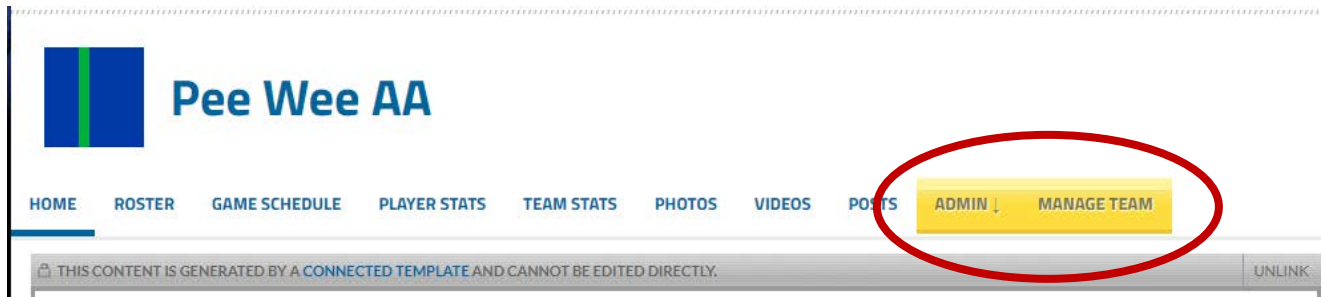 Pee Wee AA
HOME ROSTER GAME SCHEDULE PLAYER STATS TEAM STATS PHOTOS VIDEOS POSTS ADMIN ↓ MANAGE TEAM
THIS CONTENT IS GENERATED BY A CONNECTED TEMPLATE AND CANNOT BE EDITED DIRECTLY. UNLINK